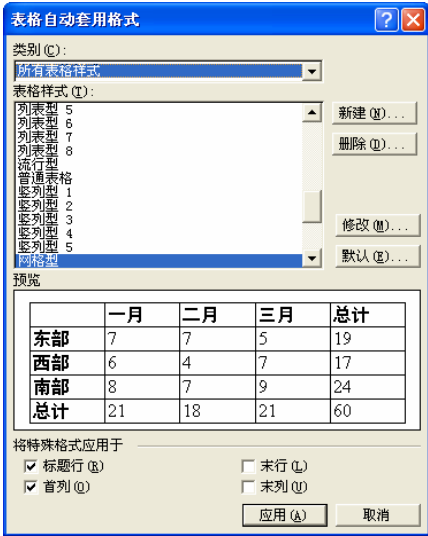 表格自动套用格式
类别(C):
所有表格样式
表格样式(T):
列表型 5
列表型 6
列表型 7
列表型 8
流行型
普通表格
竖列型 1
竖列型 2
竖列型 3
竖列型 4
竖列型 5
网格型
新建(N)...
删除(D)...
修改(M)...
默认(E)...
预览
一月 二月 三月 总计
东部 7 7 5 19
西部 6 4 7 17
南部 8 7 9 24
总计 21 18 21 60
将特殊格式应用于
标题行(R) 末行(L)
首列(O) 末列(U)
应用(A) 取消